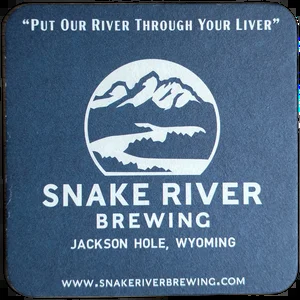 "Put Our River Through Your Liver"
SNAKE RIVER
BREWING
JACKSON HOLE, WYOMING
WWW.SNAKERIVERBREWING.COM